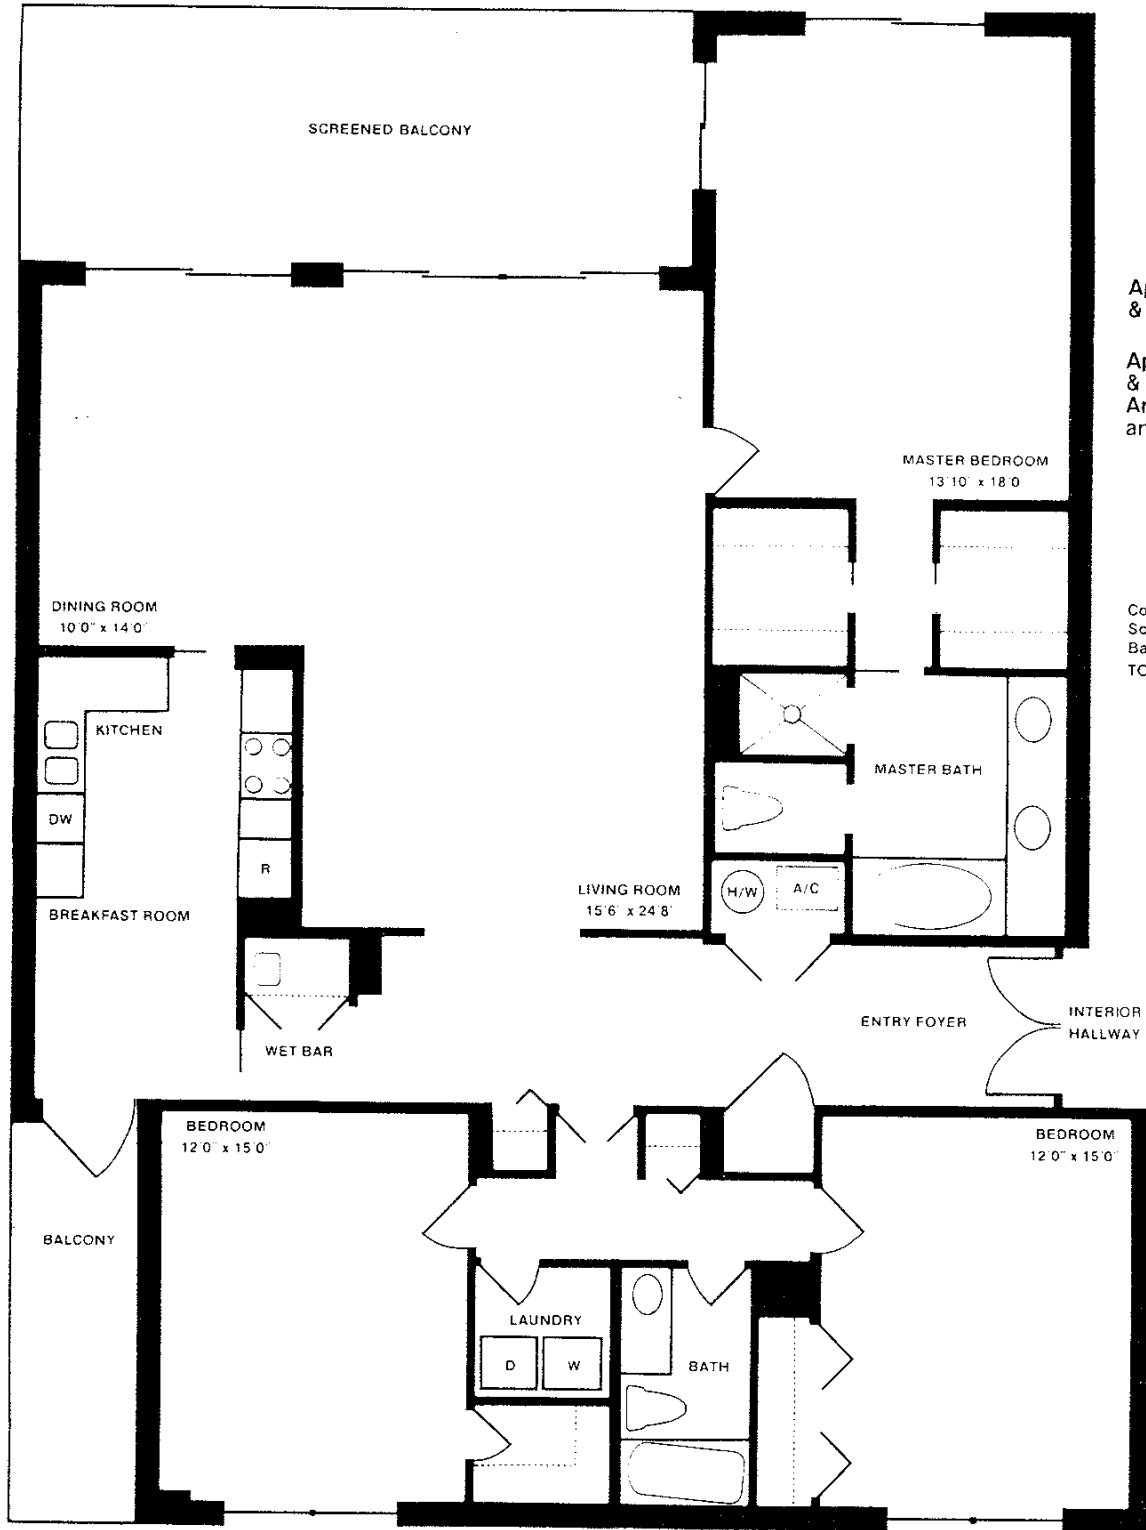 SCREENED BALCONY
&
&
MASTER BEDROOM
13'10" x 18'0
DINING ROOM
10'0" x 14'0"
KITCHEN
MASTER BATH
DW
R
BREAKFAST ROOM
LIVING ROOM
15'6" x 24'8"
H/W
A/C
WET BAR
ENTRY FOYER
INTERIOR
HALLWAY
BEDROOM
12'0" x 15'0"
BEDROOM
12'0" x 15'0"
BALCONY
LAUNDRY
D
W
BATH